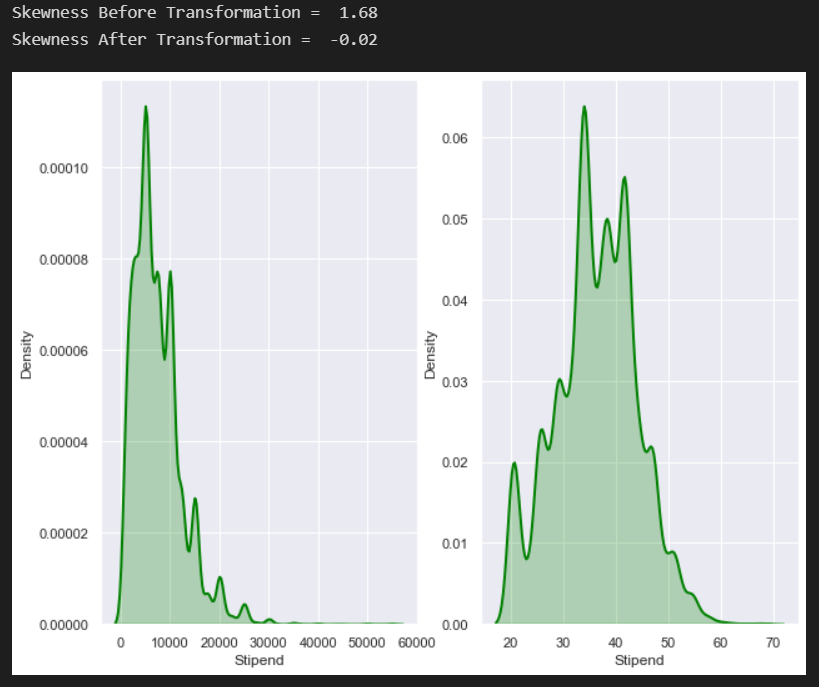 Skewness Before Transformation =  1.68
Skewness After Transformation =  -0.02
0.00010
0.00008
0.00006
0.00004
0.00002
0.00000
Density
0 10000 20000 30000 40000 50000 60000
Stipend
0.06
0.05
0.04
0.03
0.02
0.01
0.00
Density
20 30 40 50 60 70
Stipend